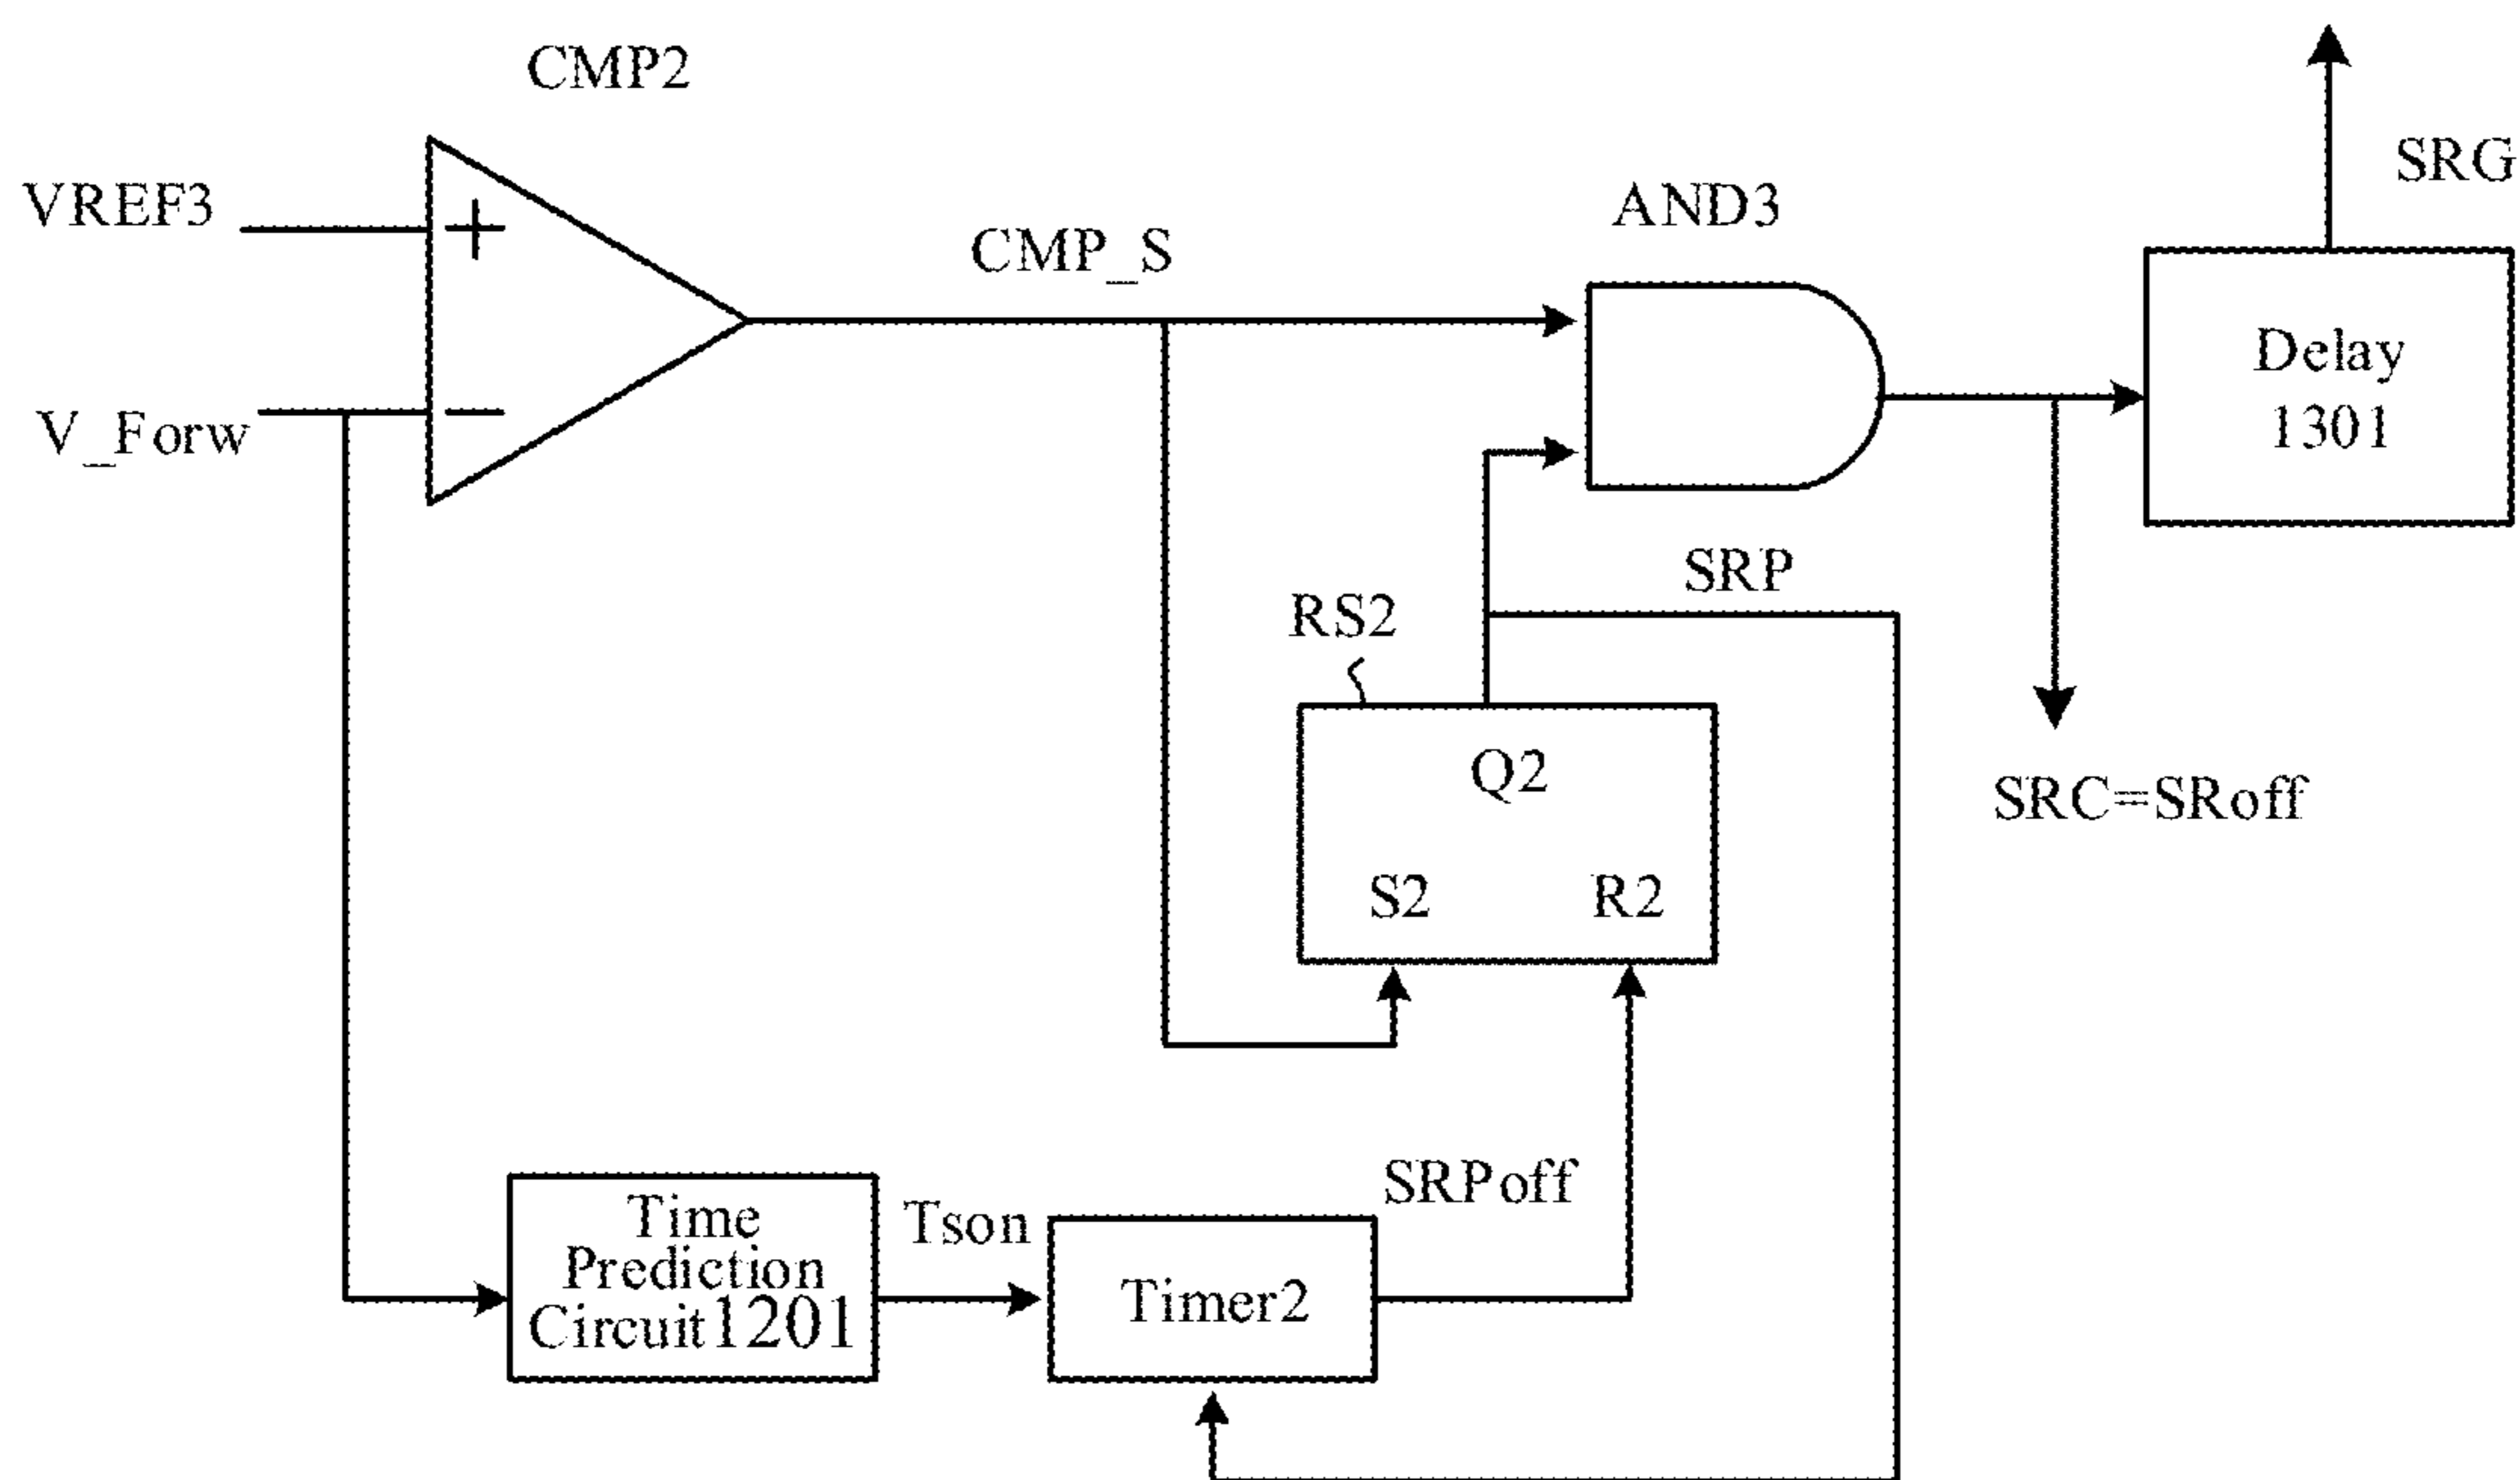 CMP2
SRG
VREF3
+
AND3
CMP_S
Delay
1301
V_Forw
−
SRP
RS2
Q2
SRC=SRoff
S2
R2
SRPoff
Time
Prediction
Circuit1201
Tson
Timer2